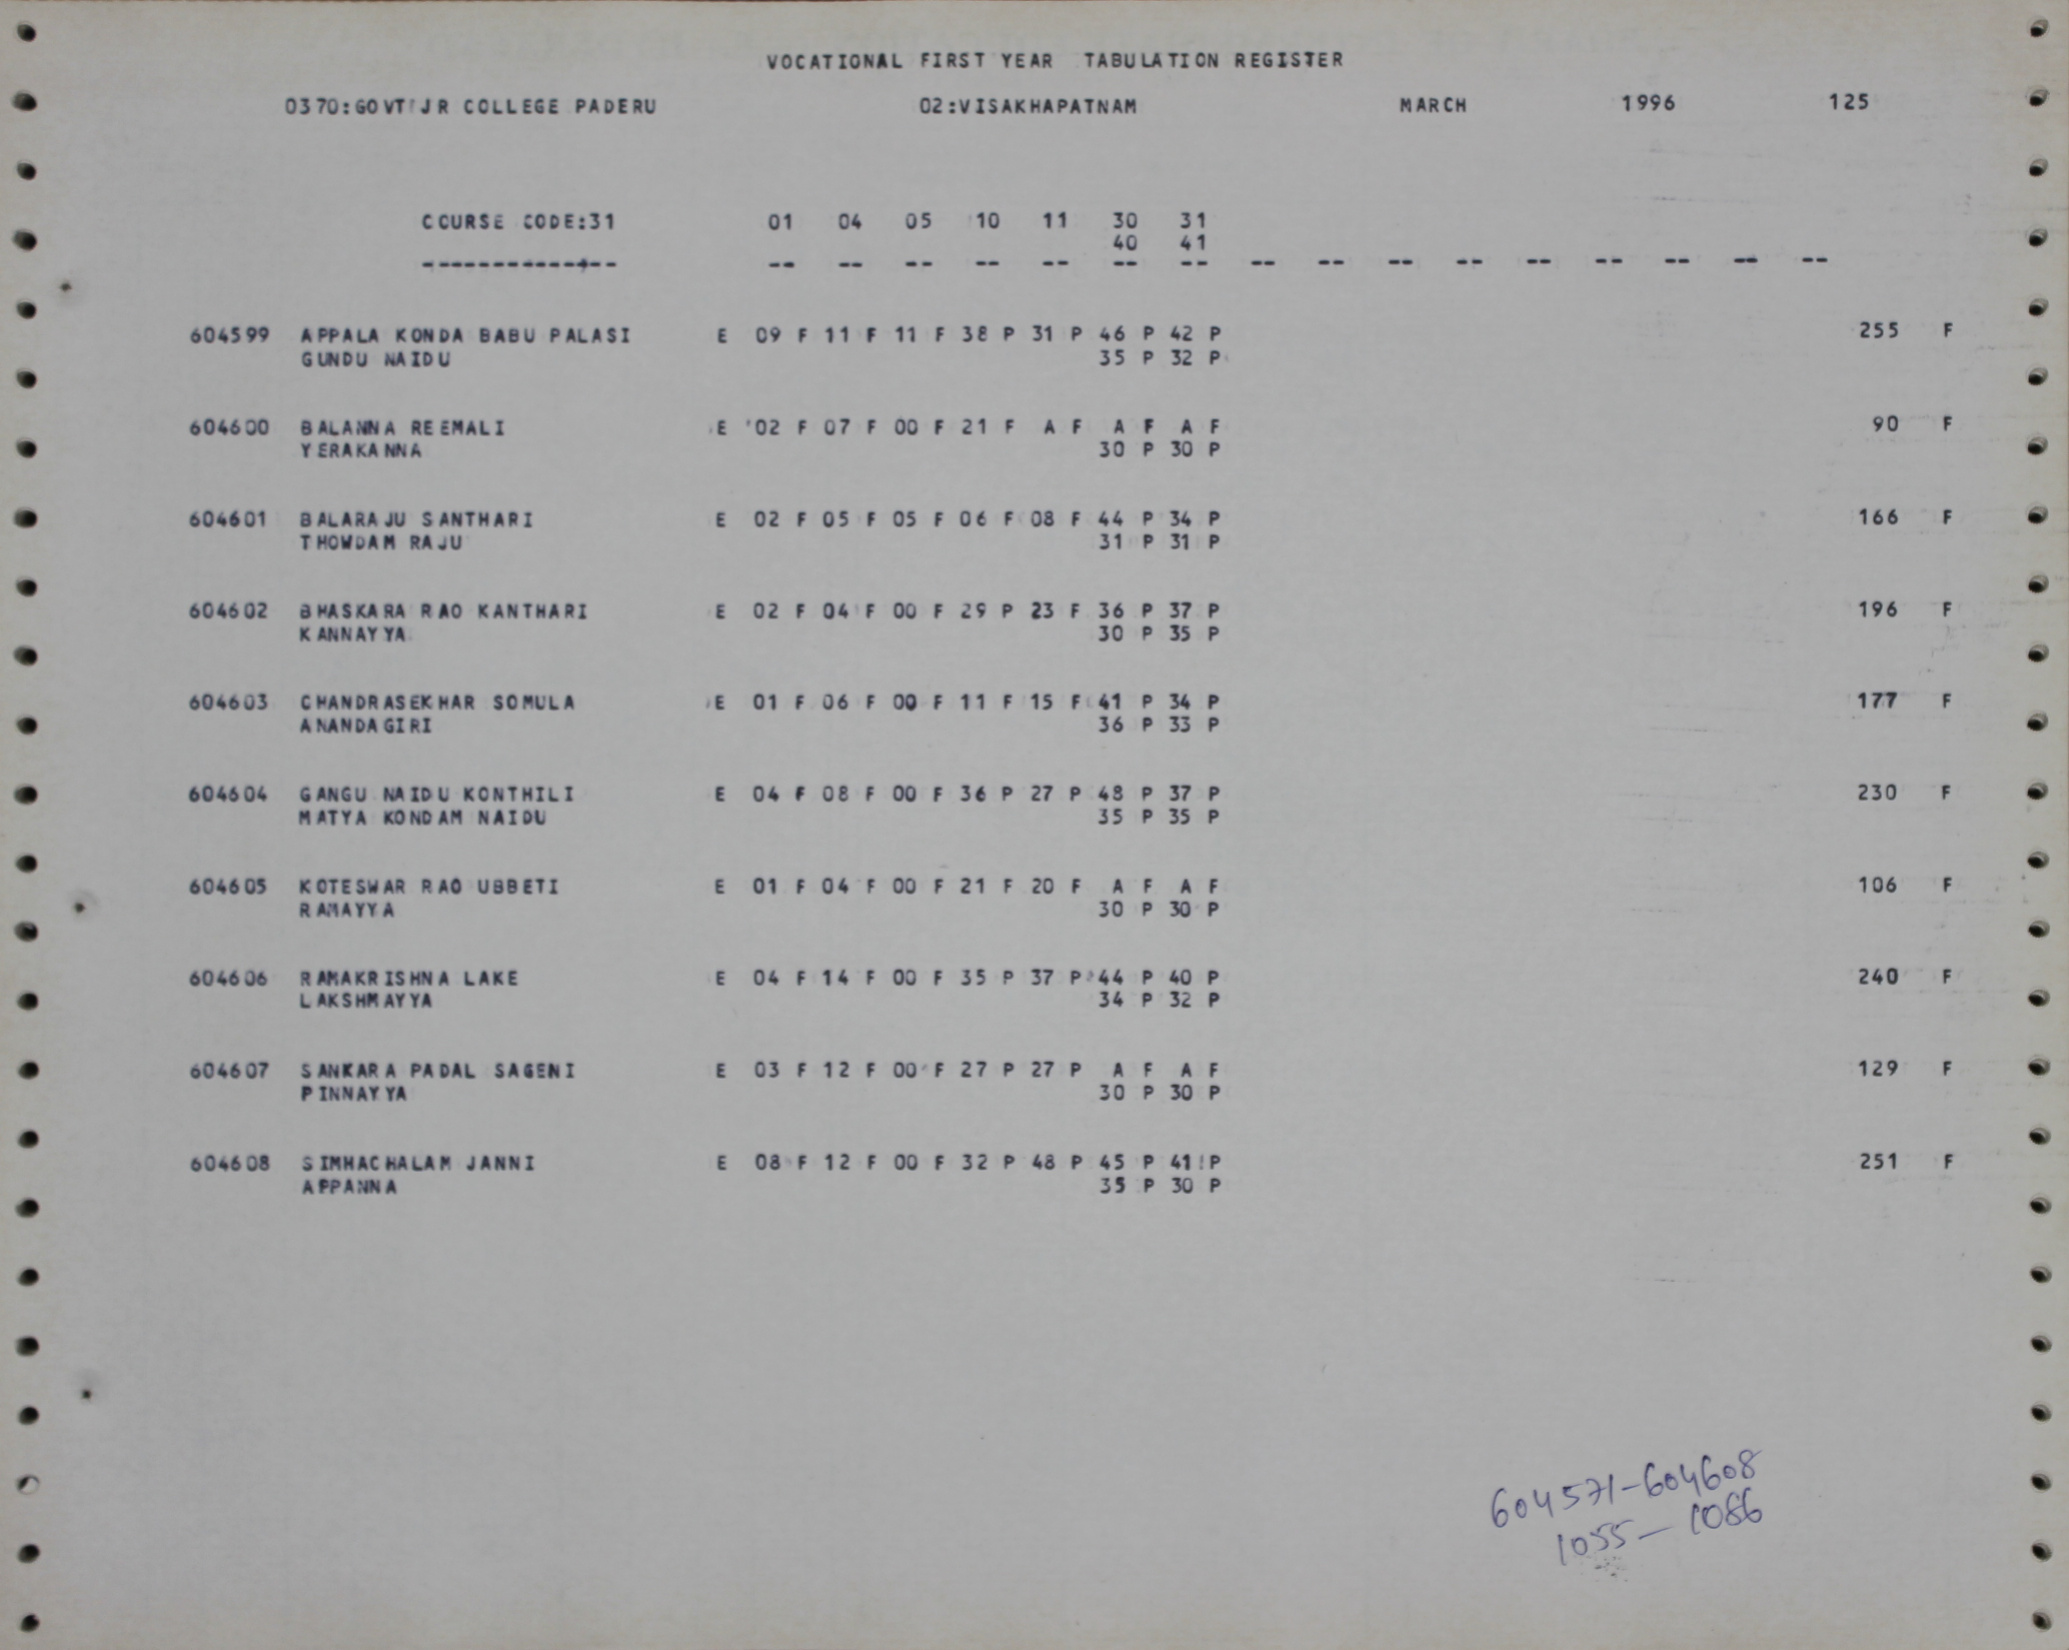 VOCATIONAL FIRST YEAR TABULATION REGISTER
0370:GOVT JR COLLEGE PADERU 02:VISAKHAPATNAM MARCH 1996 125
COURSE CODE:31 01 04 05 10 11 30 31
40 41
-------------- -- -- -- -- -- -- -- -- -- -- -- -- -- -- -- --
604599 APPALA KONDA BABU PALASI E 09 F 11 F 11 F 38 P 31 P 46 P 42 P 255 F
GUNDU NAIDU 35 P 32 P
604600 BALANNA REEMALI E 02 F 07 F 00 F 21 F A F A F A F 90 F
YERAKANNA 30 P 30 P
604601 BALARAJU SANTHARI E 02 F 05 F 05 F 06 F 08 F 44 P 34 P 166 F
THOWDAM RAJU 31 P 31 P
604602 BHASKARA RAO KANTHARI E 02 F 04 F 00 F 29 P 23 F 36 P 37 P 196 F
KANNAYYA 30 P 35 P
604603 CHANDRASEKHAR SOMULA E 01 F 06 F 00 F 11 F 15 F 41 P 34 P 177 F
ANANDAGIRI 36 P 33 P
604604 GANGU NAIDU KONTHILI E 04 F 08 F 00 F 36 P 27 P 48 P 37 P 230 F
MATYA KONDAM NAIDU 35 P 35 P
604605 KOTESWAR RAO UBBETI E 01 F 04 F 00 F 21 F 20 F A F A F 106 F
RAMAYYA 30 P 30 P
604606 RAMAKRISHNA LAKE E 04 F 14 F 00 F 35 P 37 P 44 P 40 P 240 F
LAKSHMAYYA 34 P 32 P
604607 SANKARA PADAL SAGENI E 03 F 12 F 00 F 27 P 27 P A F A F 129 F
PINNAYYA 30 P 30 P
604608 SIMHACHALAM JANNI E 08 F 12 F 00 F 32 P 48 P 45 P 41 P 251 F
APPANNA 35 P 30 P
604571-604608
1055-1086